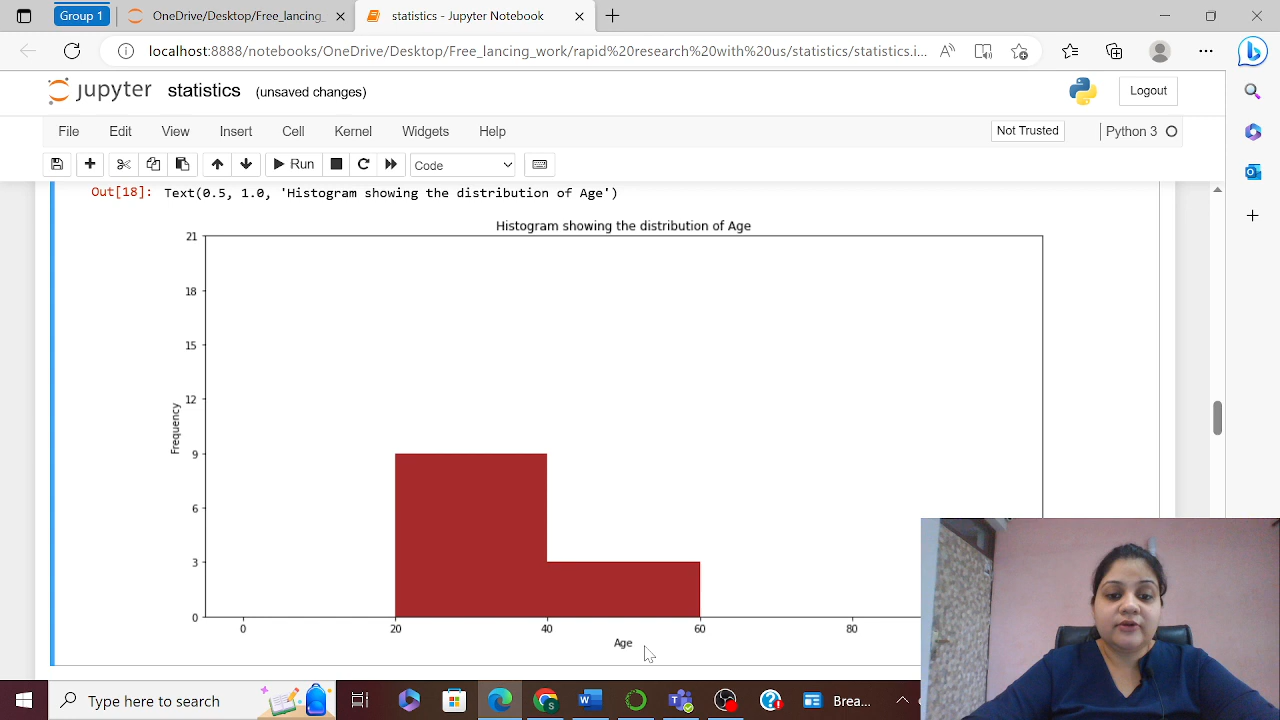 Group 1
OneDrive/Desktop/Free_lancing_
statistics - Jupyter Notebook
localhost:8888/notebooks/OneDrive/Desktop/Free_lancing_work/rapid%20research%20with%20us/statistics/statistics.i...
jupyter statistics (unsaved changes)
Logout
File Edit View Insert Cell Kernel Widgets Help
Not Trusted
Python 3
Run
Code
Out[18]: Text(0.5, 1.0, 'Histogram showing the distribution of Age')
Histogram showing the distribution of Age
21
18
15
12
9
6
3
0
Frequency
0 20 40 60 80
Age
Type here to search
Brea...